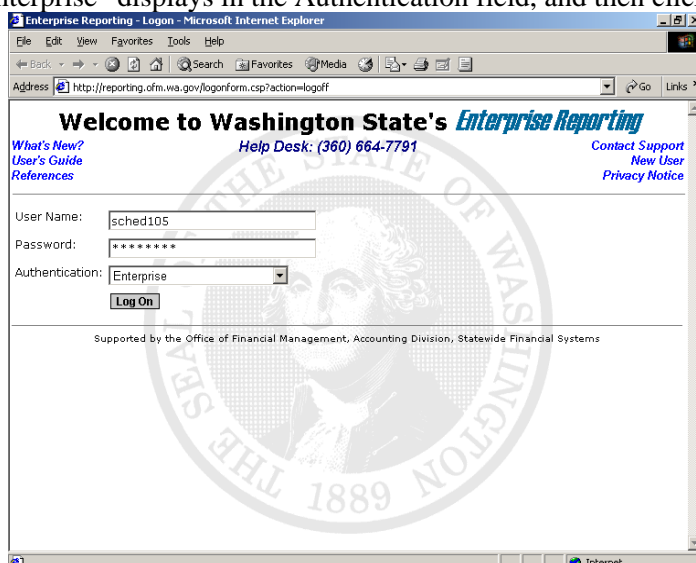 nterprise" displays in the Authentication field, and then clic
Enterprise Reporting - Logon - Microsoft Internet Explorer
File Edit View Favorites Tools Help
Back Search Favorites Media
Address http://reporting.ofm.wa.gov/logonform.csp?action=logoff Go Links »
Welcome to Washington State's Enterprise Reporting
What's New? Help Desk: (360) 664-7791 Contact Support
User's Guide New User
References Privacy Notice
User Name: sched105
Password: ********
Authentication: Enterprise
Log On
Supported by the Office of Financial Management, Accounting Division, Statewide Financial Systems
THE SEAL OF THE STATE OF WASHINGTON
1889
Internet